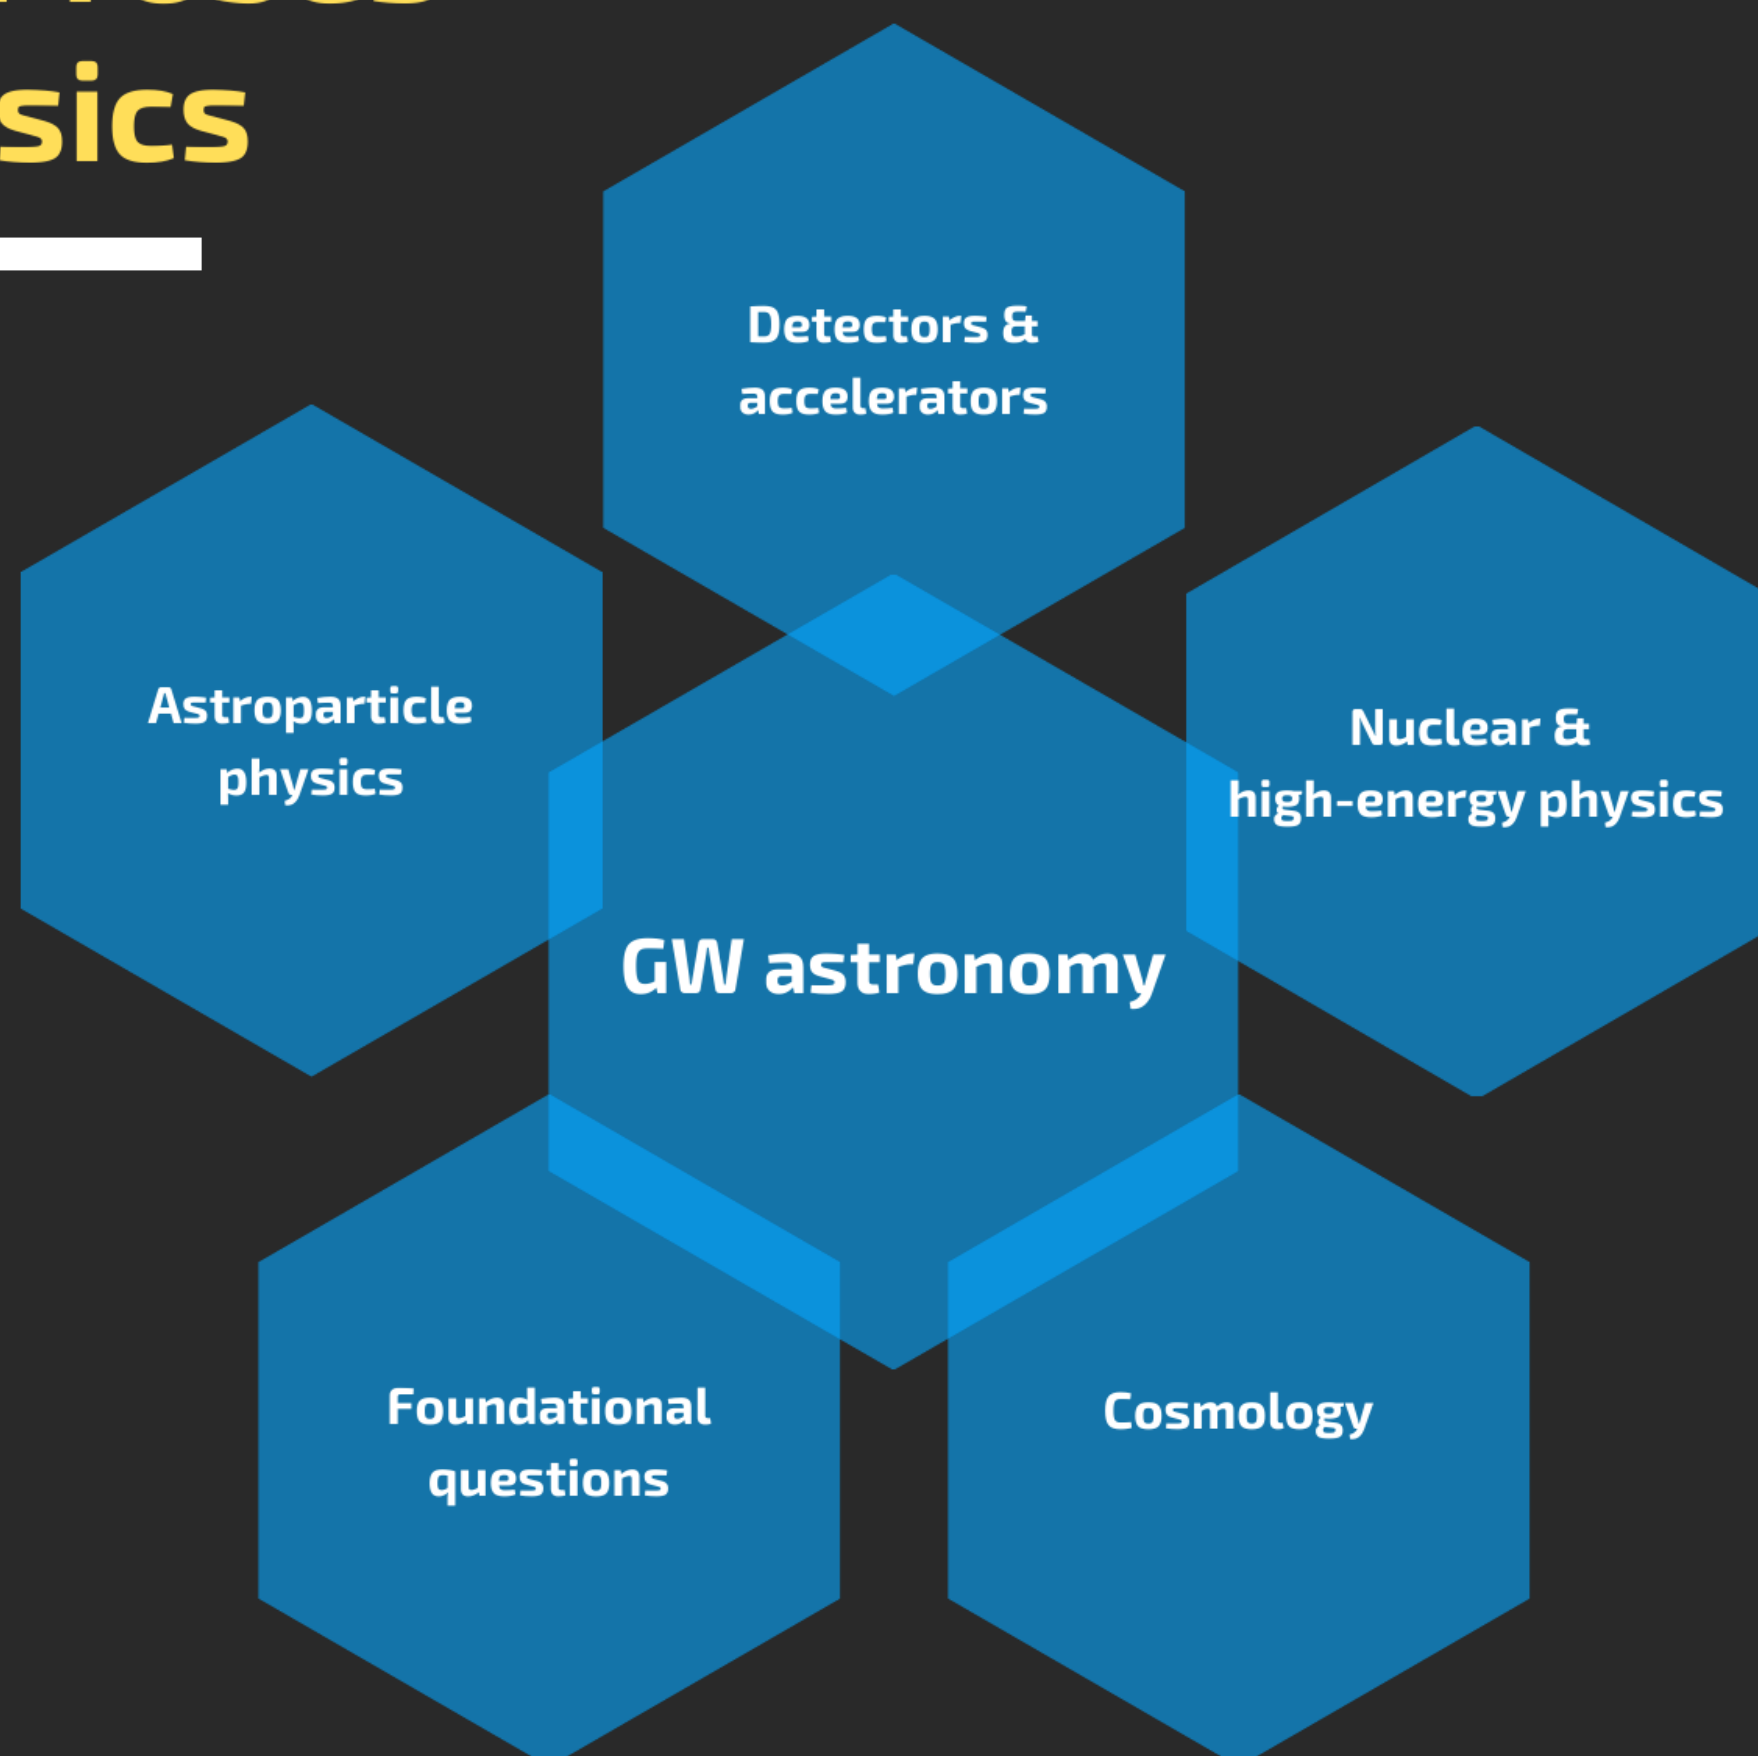 sics
Detectors &
accelerators
Astroparticle
physics
Nuclear &
high-energy physics
GW astronomy
Foundational
questions
Cosmology